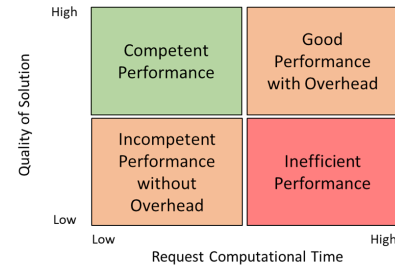 High
Competent
Performance
Good
Performance
with Overhead
Quality of Solution
Incompetent
Performance
without
Overhead
Inefficient
Performance
Low
Low
High
Request Computational Time